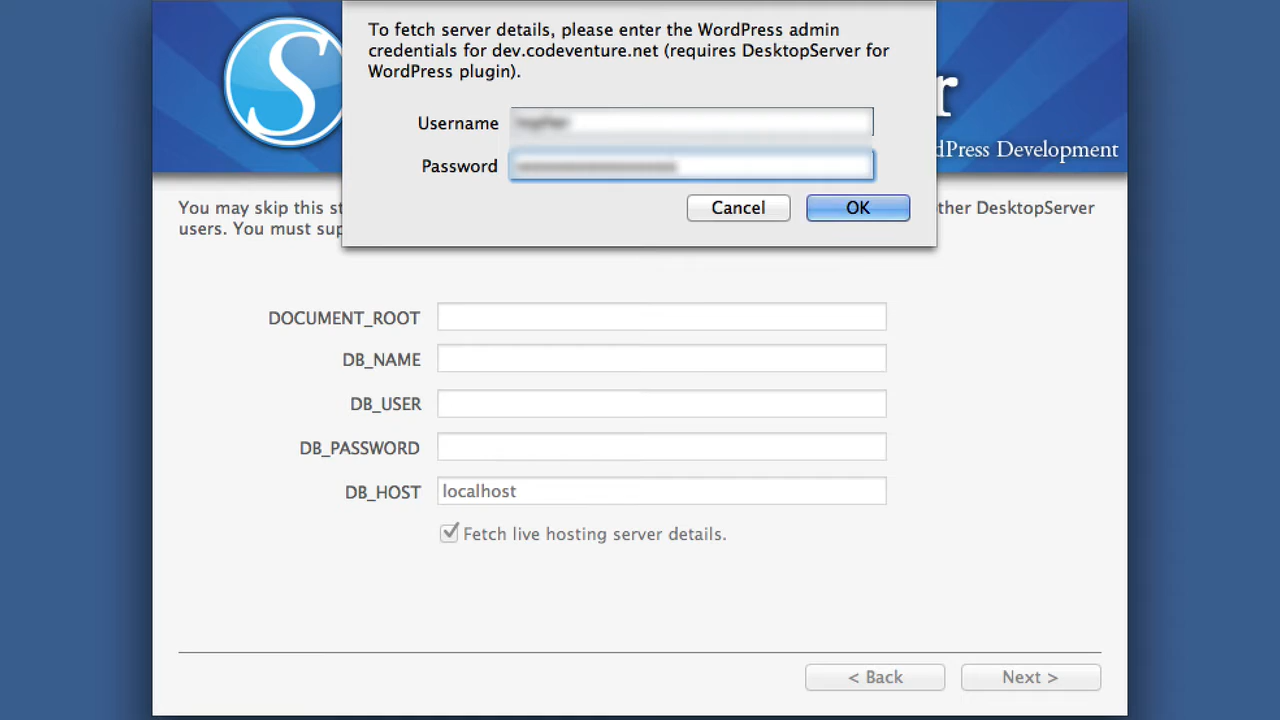 To fetch server details, please enter the WordPress admin
credentials for dev.codeventure.net (requires DesktopServer for
WordPress plugin).
S
r
Username
Password
dPress Development
Cancel
OK
You may skip this st
ther DesktopServer
users. You must sup
DOCUMENT_ROOT
DB_NAME
DB_USER
DB_PASSWORD
DB_HOST
localhost
Fetch live hosting server details.
< Back
Next >